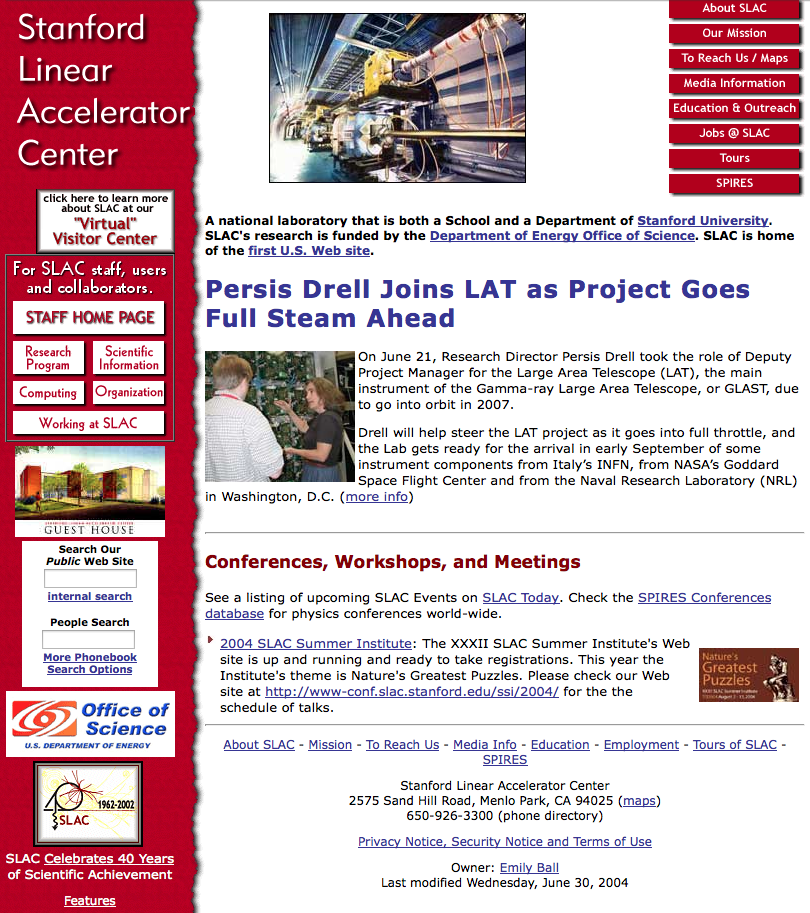 Stanford
Linear
Accelerator
Center
click here to learn more
about SLAC at our
"Virtual"
Visitor Center
For SLAC staff, users
and collaborators.
STAFF HOME PAGE
Research
Program
Scientific
Information
Computing
Organization
Working at SLAC
GUEST HOUSE
Search Our
Public Web Site
internal search
People Search
More Phonebook
Search Options
Office of
Science
U.S. DEPARTMENT OF ENERGY
40
1962-2002
SLAC
SLAC Celebrates 40 Years
of Scientific Achievement
Features
About SLAC
Our Mission
To Reach Us / Maps
Media Information
Education & Outreach
Jobs @ SLAC
Tours
SPIRES
A national laboratory that is both a School and a Department of Stanford University.
SLAC's research is funded by the Department of Energy Office of Science. SLAC is home
of the first U.S. Web site.
Persis Drell Joins LAT as Project Goes
Full Steam Ahead
On June 21, Research Director Persis Drell took the role of Deputy
Project Manager for the Large Area Telescope (LAT), the main
instrument of the Gamma-ray Large Area Telescope, or GLAST, due
to go into orbit in 2007.
Drell will help steer the LAT project as it goes into full throttle, and
the Lab gets ready for the arrival in early September of some
instrument components from Italy’s INFN, from NASA’s Goddard
Space Flight Center and from the Naval Research Laboratory (NRL)
in Washington, D.C. (more info)
Conferences, Workshops, and Meetings
See a listing of upcoming SLAC Events on SLAC Today. Check the SPIRES Conferences
database for physics conferences world-wide.
2004 SLAC Summer Institute: The XXXII SLAC Summer Institute's Web
site is up and running and ready to take registrations. This year the
Institute's theme is Nature's Greatest Puzzles. Please check our Web
site at http://www-conf.slac.stanford.edu/ssi/2004/ for the the
schedule of talks.
Nature's
Greatest
Puzzles
About SLAC - Mission - To Reach Us - Media Info - Education - Employment - Tours of SLAC -
SPIRES
Stanford Linear Accelerator Center
2575 Sand Hill Road, Menlo Park, CA 94025 (maps)
650-926-3300 (phone directory)
Privacy Notice, Security Notice and Terms of Use
Owner: Emily Ball
Last modified Wednesday, June 30, 2004